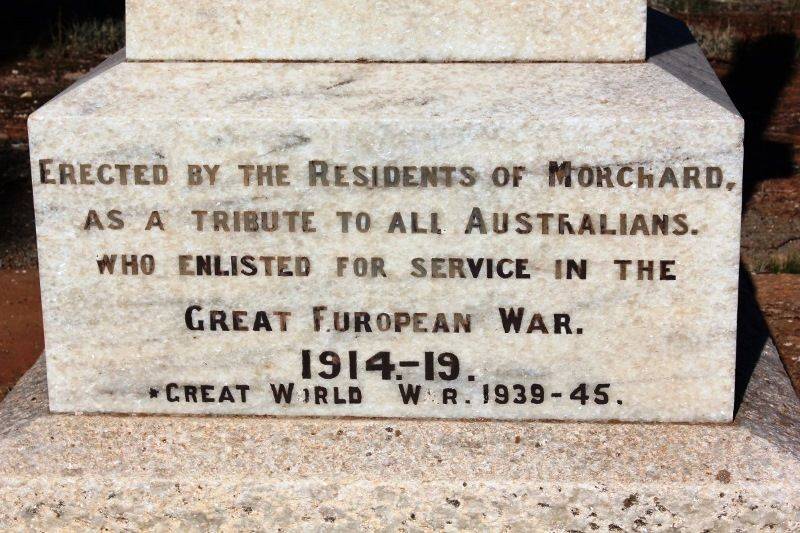 ERECTED BY THE RESIDENTS OF MORCHARD,
AS A TRIBUTE TO ALL AUSTRALIANS.
WHO ENLISTED FOR SERVICE IN THE
GREAT EUROPEAN WAR.
1914.-19.
*GREAT WORLD WAR. 1939-45.